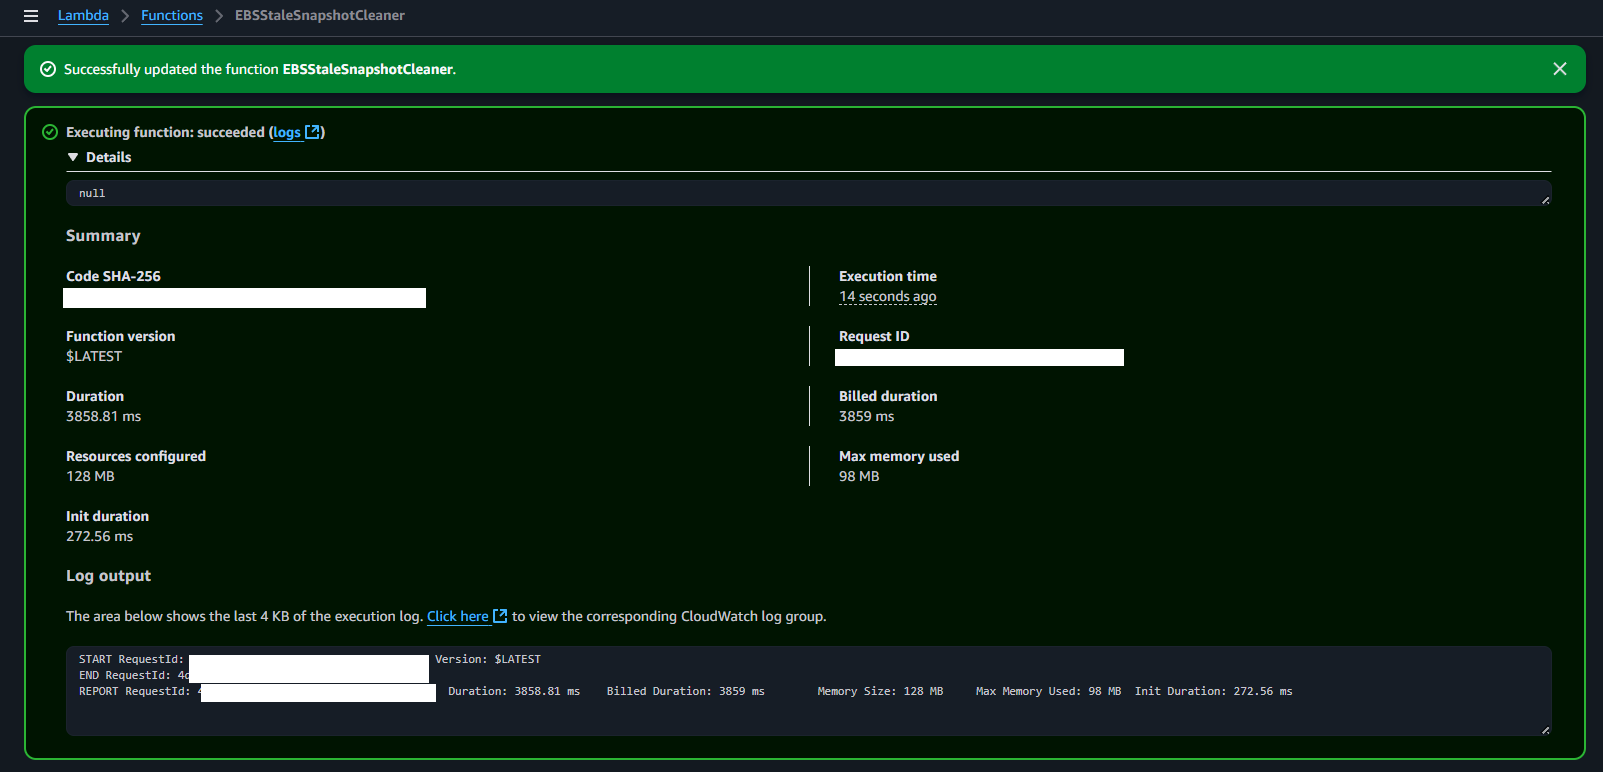 Lambda > Functions > EBSStaleSnapshotCleaner
Successfully updated the function EBSStaleSnapshotCleaner.
Executing function: succeeded (logs)
Details
null
Summary
Code SHA-256
Execution time
14 seconds ago
Function version
$LATEST
Request ID
Duration
3858.81 ms
Billed duration
3859 ms
Resources configured
128 MB
Max memory used
98 MB
Init duration
272.56 ms
Log output
The area below shows the last 4 KB of the execution log. Click here to view the corresponding CloudWatch log group.
START RequestId: Version: $LATEST
END RequestId: 4d
REPORT RequestId: Duration: 3858.81 ms Billed Duration: 3859 ms Memory Size: 128 MB Max Memory Used: 98 MB Init Duration: 272.56 ms